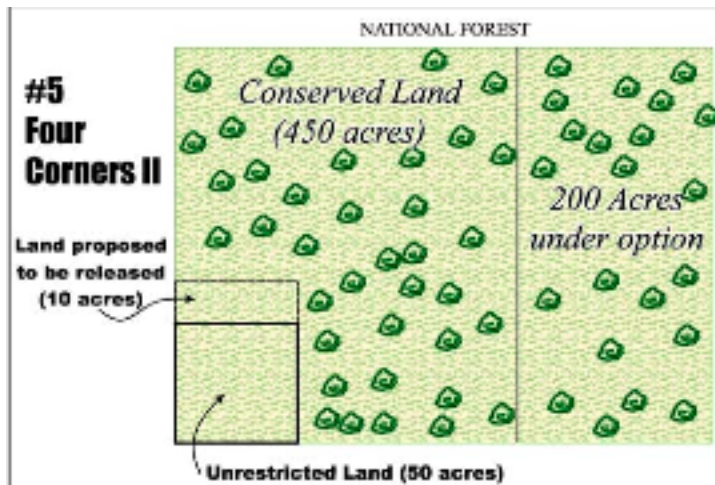 NATIONAL FOREST
#5
Four
Corners II
Conserved Land
(450 acres)
200 Acres
under option
Land proposed
to be released
(10 acres)
Unrestricted Land (50 acres)